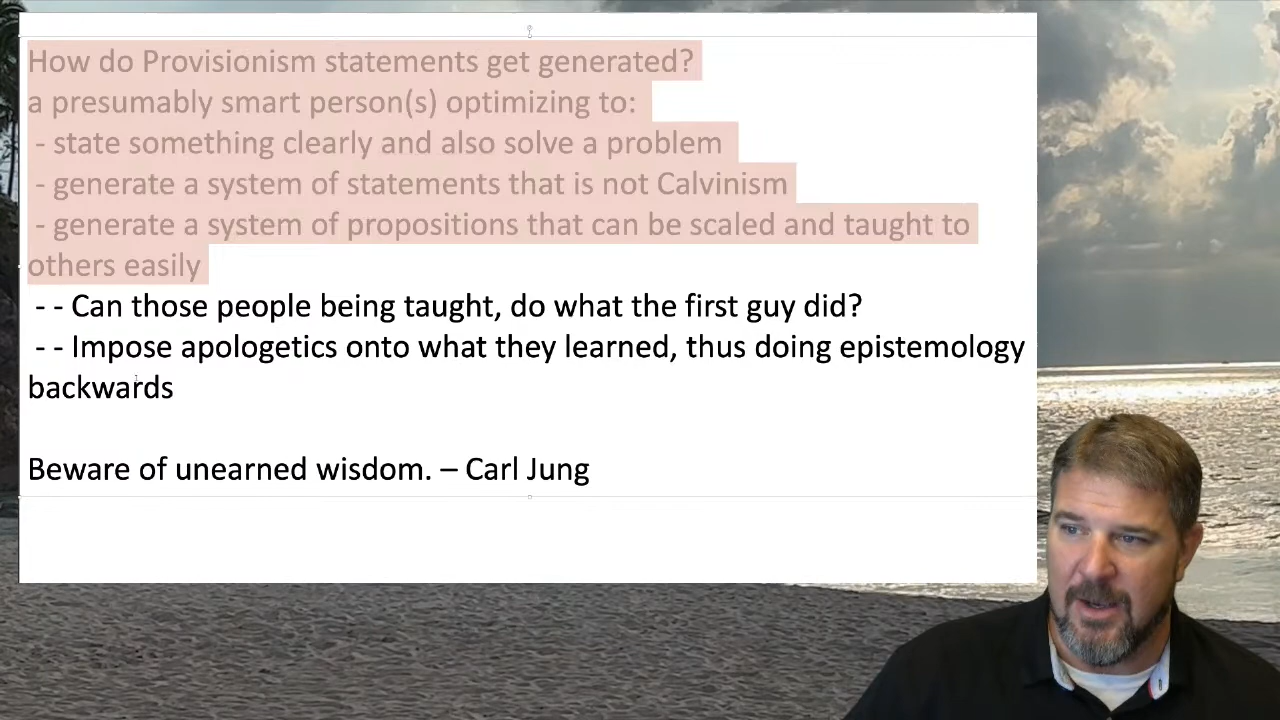 How do Provisionism statements get generated?
a presumably smart person(s) optimizing to:
- state something clearly and also solve a problem
- generate a system of statements that is not Calvinism
- generate a system of propositions that can be scaled and taught to
others easily
- - Can those people being taught, do what the first guy did?
- - Impose apologetics onto what they learned, thus doing epistemology
backwards
Beware of unearned wisdom. – Carl Jung